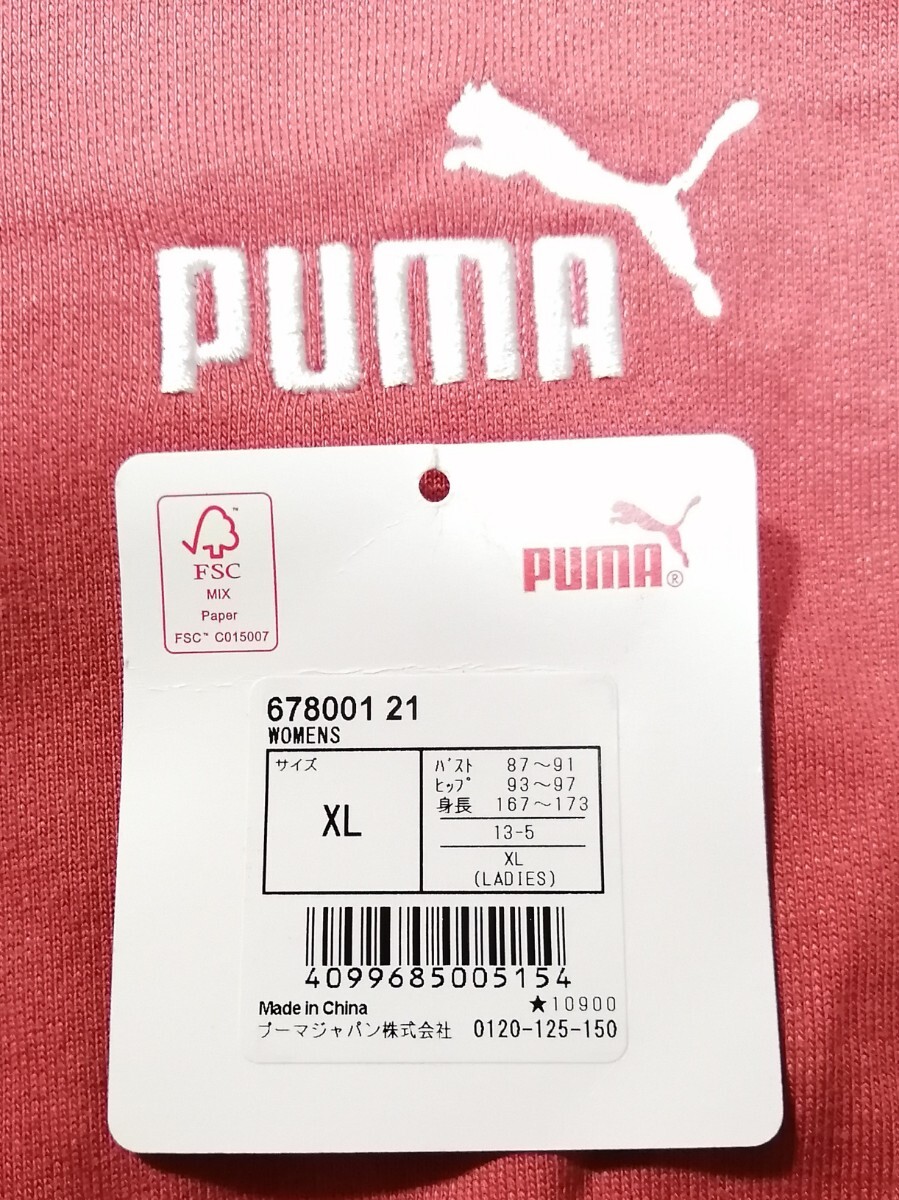 PUMA
FSC™
MIX
Paper
FSC™ C015007
PUMA®
678001 21
WOMENS
サイズ
XL
ﾊﾞｽﾄ 87～91
ﾋｯﾌﾟ 93～97
身長 167～173
13-5
XL
(LADIES)
4099685005154
Made in China
★10900
プーマジャパン株式会社 0120-125-150